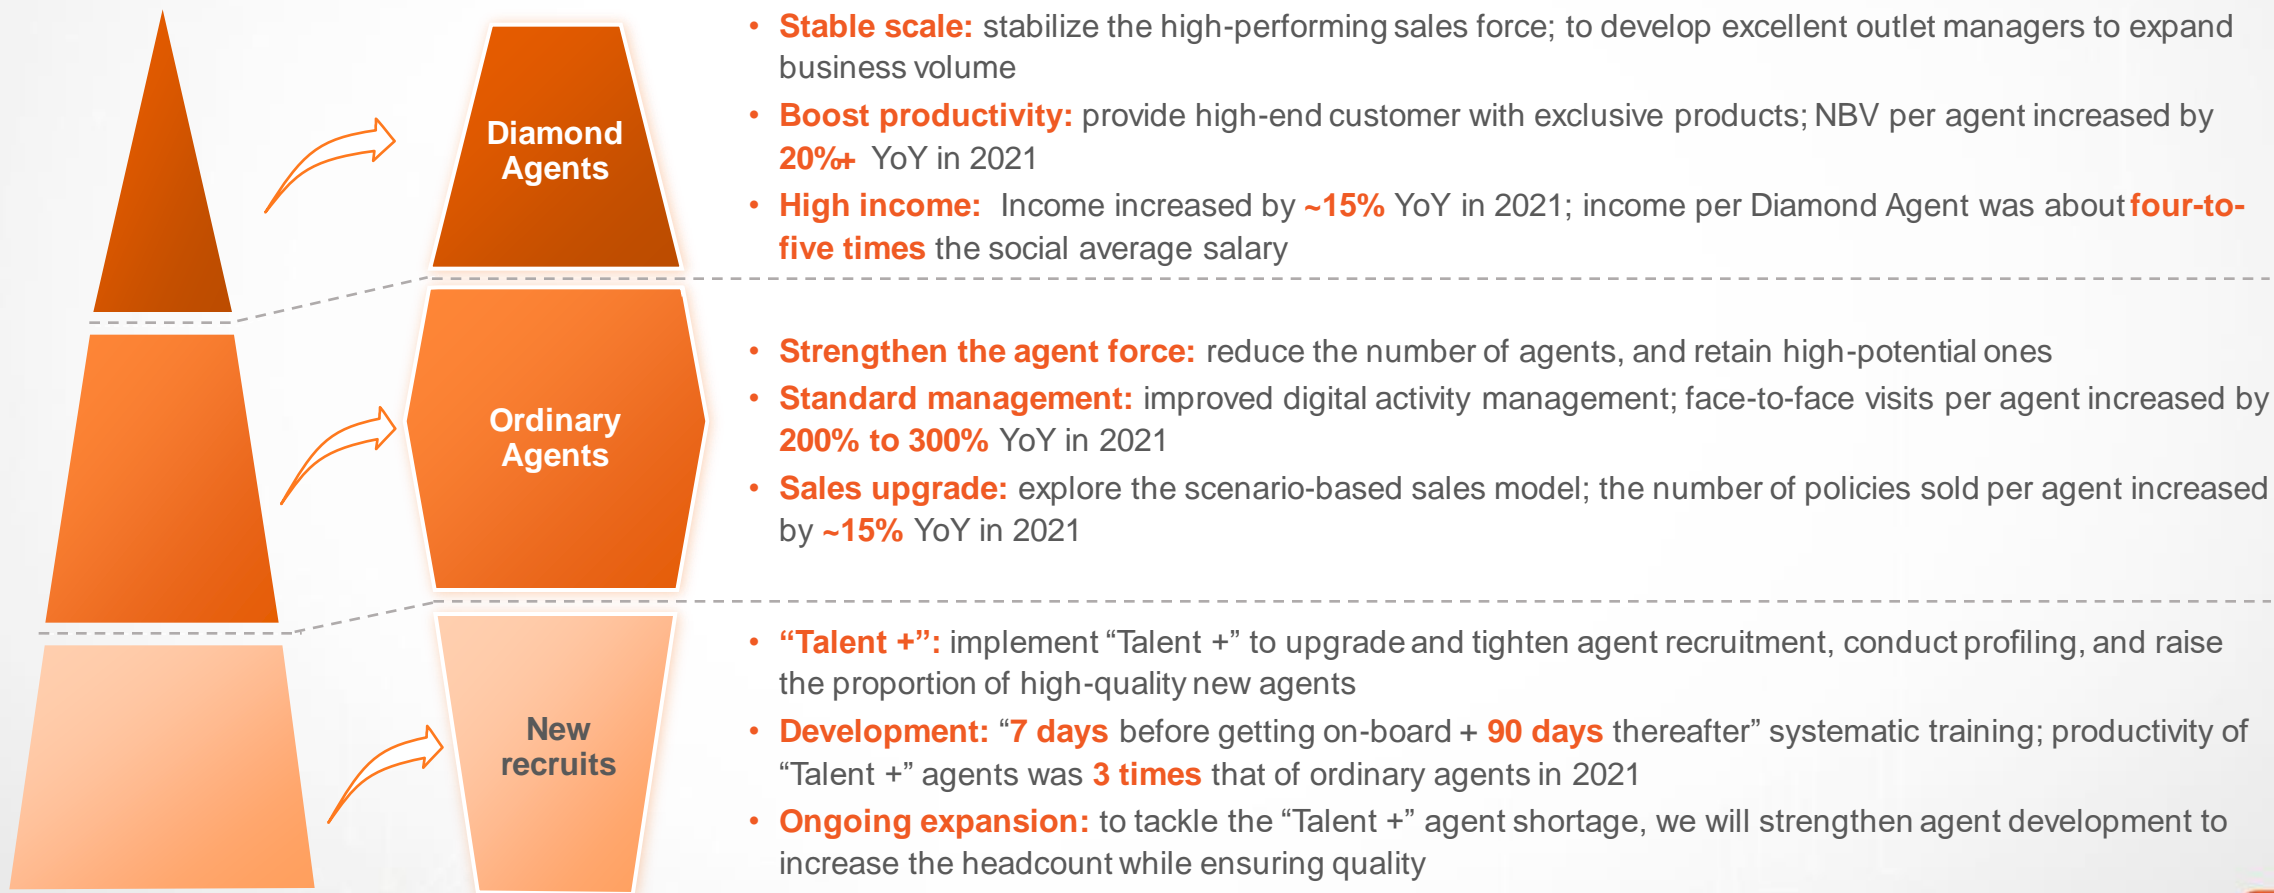 Diamond
Agents
• Stable scale: stabilize the high-performing sales force; to develop excellent outlet managers to expand
business volume
• Boost productivity: provide high-end customer with exclusive products; NBV per agent increased by
20%+ YoY in 2021
• High income: Income increased by ~15% YoY in 2021; income per Diamond Agent was about four-to-
five times the social average salary
Ordinary
Agents
• Strengthen the agent force: reduce the number of agents, and retain high-potential ones
• Standard management: improved digital activity management; face-to-face visits per agent increased by
200% to 300% YoY in 2021
• Sales upgrade: explore the scenario-based sales model; the number of policies sold per agent increased
by ~15% YoY in 2021
New
recruits
• “Talent +”: implement “Talent +” to upgrade and tighten agent recruitment, conduct profiling, and raise
the proportion of high-quality new agents
• Development: “7 days before getting on-board + 90 days thereafter” systematic training; productivity of
“Talent +” agents was 3 times that of ordinary agents in 2021
• Ongoing expansion: to tackle the “Talent +” agent shortage, we will strengthen agent development to
increase the headcount while ensuring quality